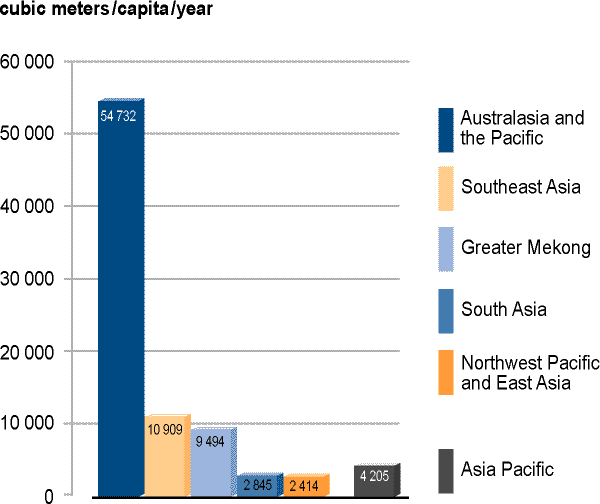 cubic meters/capita/year
60 000
50 000
40 000
30 000
20 000
10 000
0
54 732
10 909
9 494
2 845
2 414
4 205
Australasia and
the Pacific
Southeast Asia
Greater Mekong
South Asia
Northwest Pacific
and East Asia
Asia Pacific